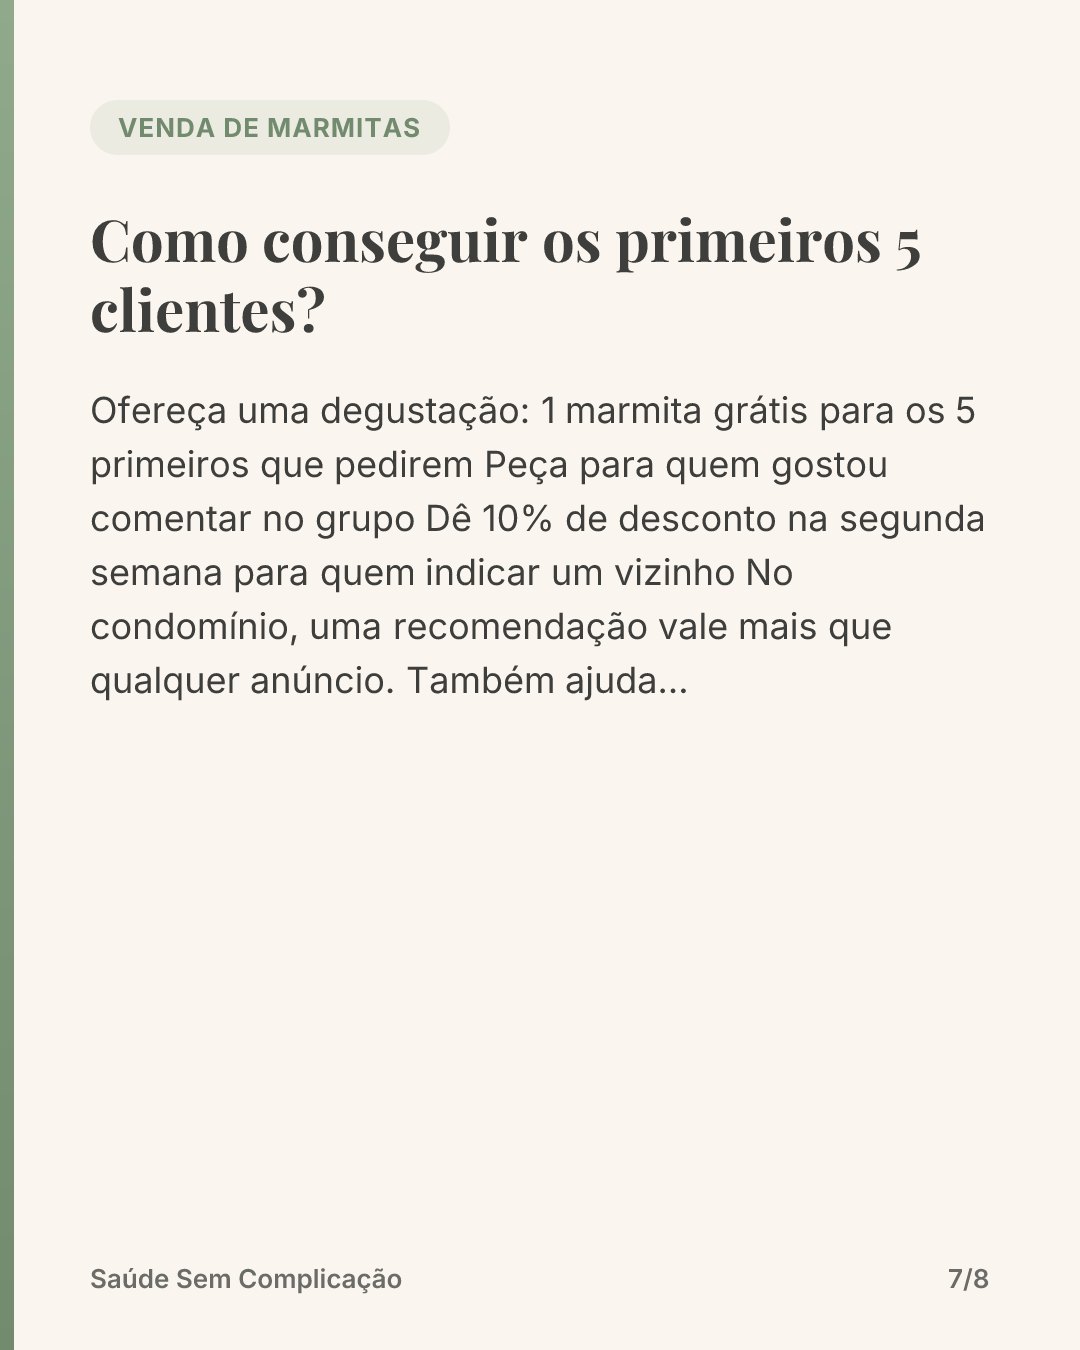 VENDA DE MARMITAS
Como conseguir os primeiros 5
clientes?
Ofereça uma degustação: 1 marmita grátis para os 5
primeiros que pedirem Peça para quem gostou
comentar no grupo Dê 10% de desconto na segunda
semana para quem indicar um vizinho No
condomínio, uma recomendação vale mais que
qualquer anúncio. Também ajuda...
Saúde Sem Complicação
7/8